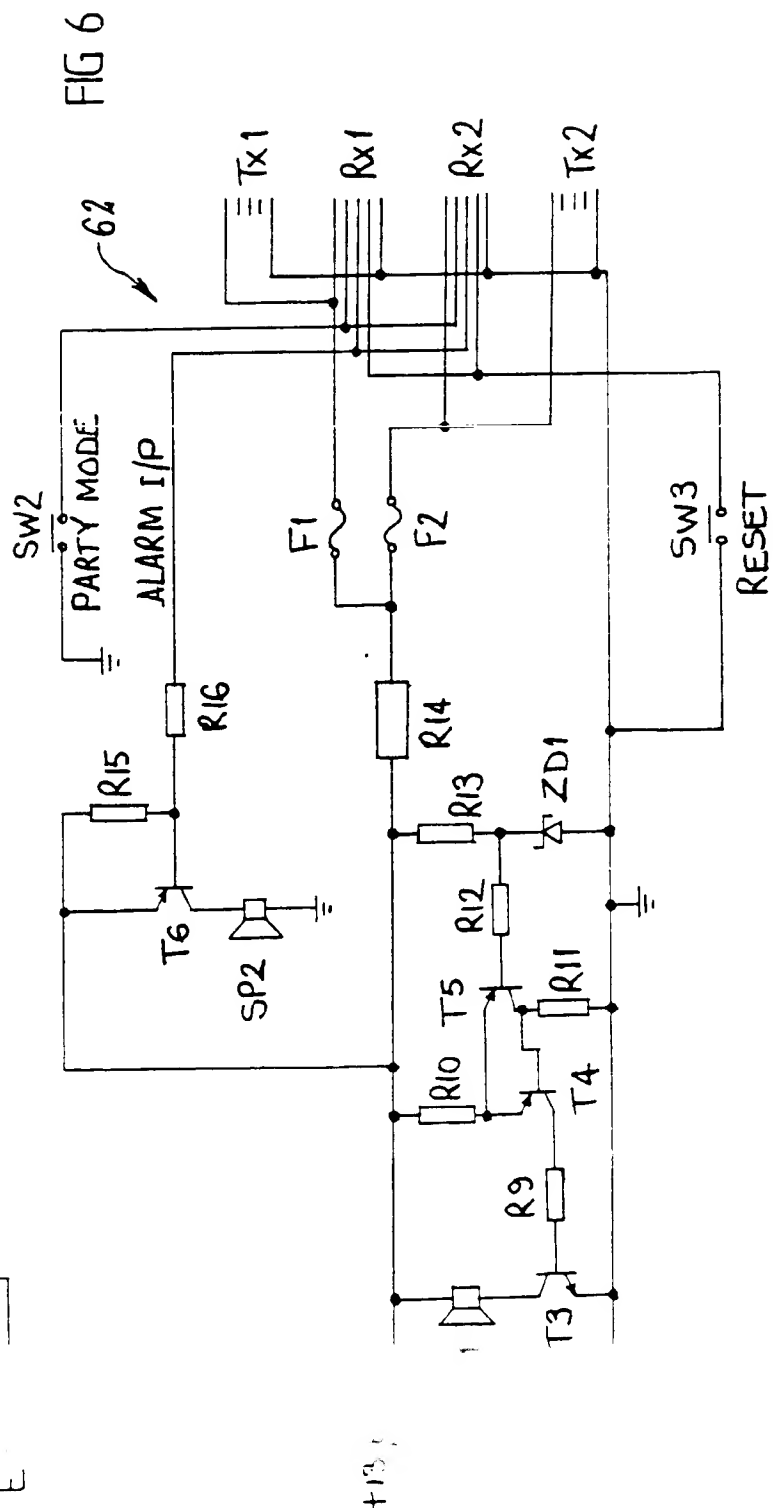 FIG 6
62
SW2
PARTY MODE
ALARM I/P
R15
R16
T6
SP2
Tx1
Rx1
Rx2
Tx2
F1
F2
R14
R13
R12
ZD1
T5
R11
R10
T4
R9
T3
SW3
RESET
E